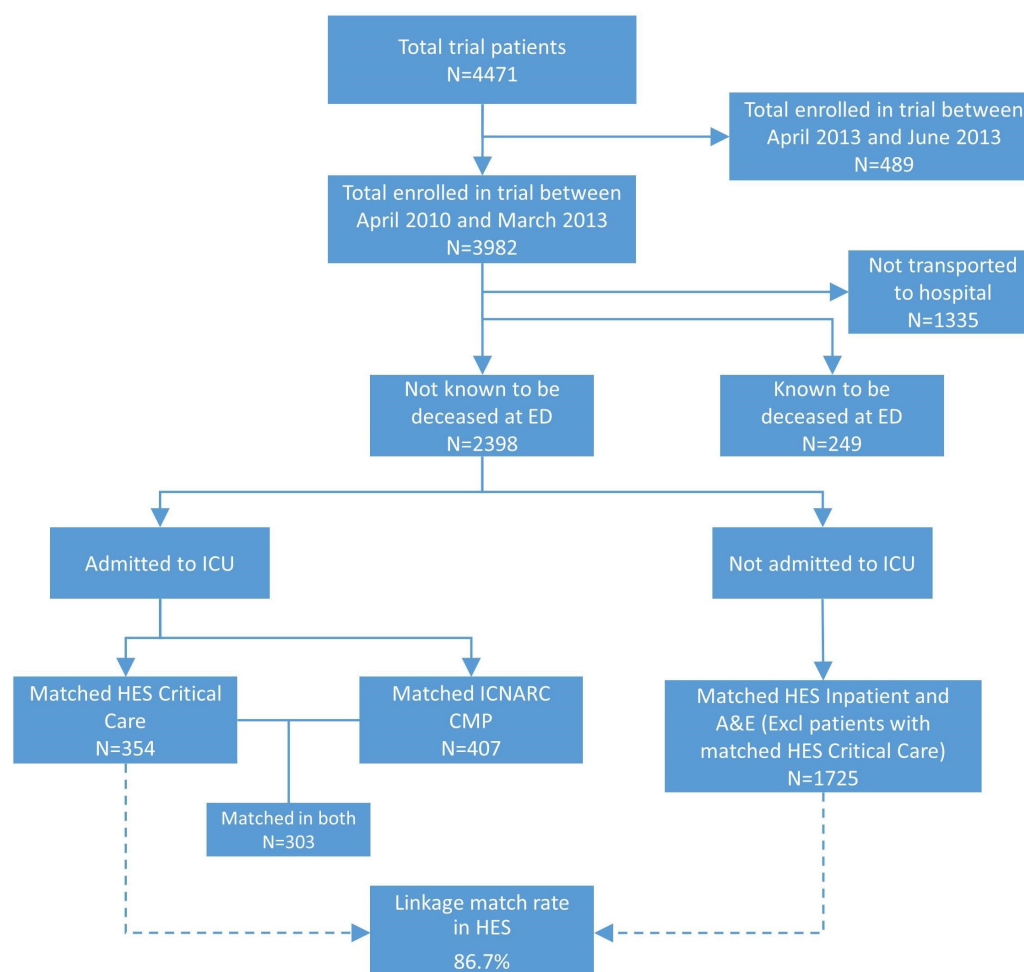 Total trial patients
N=4471
Total enrolled in trial between
April 2013 and June 2013
N=489
Total enrolled in trial between
April 2010 and March 2013
N=3982
Not transported
to hospital
N=1335
Not known to be
deceased at ED
N=2398
Known to be
deceased at ED
N=249
Admitted to ICU
Not admitted to ICU
Matched HES Critical
Care
N=354
Matched ICNARC
CMP
N=407
Matched HES Inpatient and
A&E (Excl patients with
matched HES Critical Care)
N=1725
Matched in both
N=303
Linkage match rate
in HES
86.7%